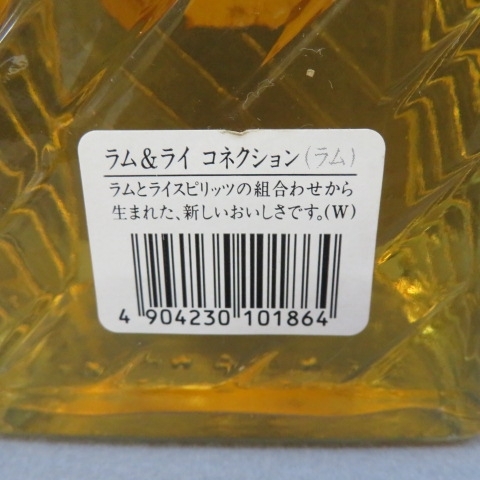 ラム&ライ コネクション(ラム)
ラムとライスピリッツの組合わせから
生まれた、新しいおいしさです。(W)
4 904230 101864